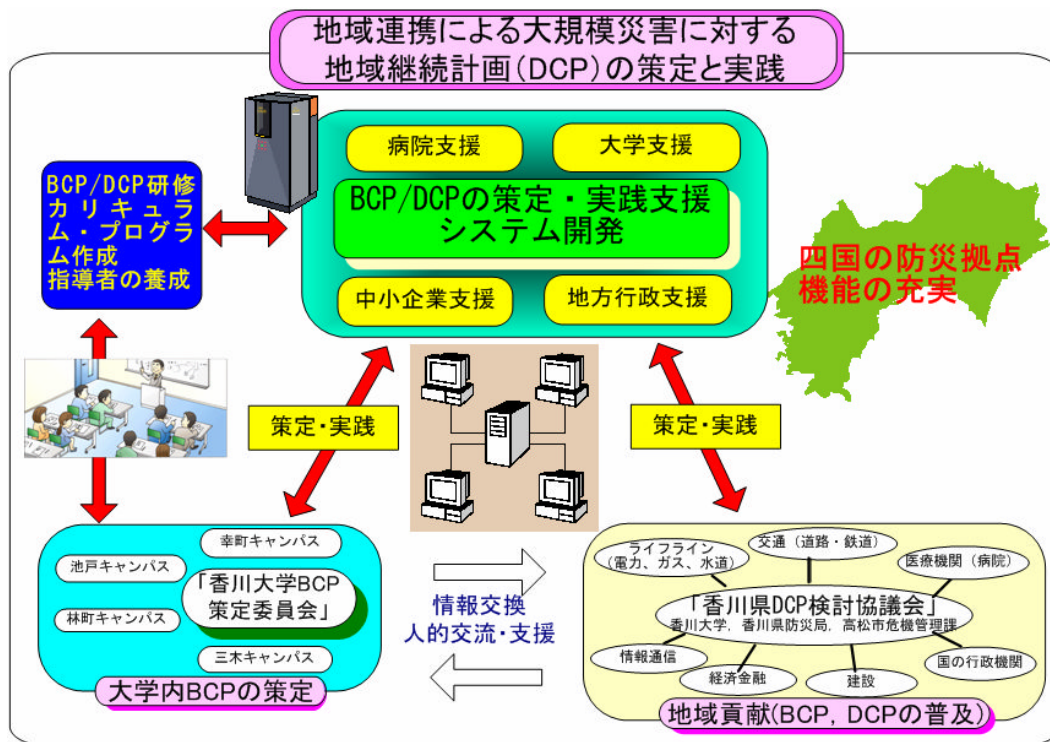 地域連携による大規模災害に対する
地域継続計画(DCP)の策定と実践
病院支援
大学支援
BCP/DCPの策定・実践支援
システム開発
中小企業支援
地方行政支援
BCP/DCP研修
カリキュラ
ム・プログラ
ム作成
指導者の養成
四国の防災拠点
機能の充実
策定・実践
策定・実践
幸町キャンパス
池戸キャンパス
「香川大学BCP
策定委員会」
林町キャンパス
三木キャンパス
大学内BCPの策定
情報交換
人的交流・支援
ライフライン
(電力、ガス、水道)
交通(道路・鉄道)
医療機関(病院)
「香川県DCP検討協議会」
香川大学, 香川県防災局, 高松市危機管理課
情報通信
経済金融
建設
国の行政機関
地域貢献(BCP, DCPの普及)